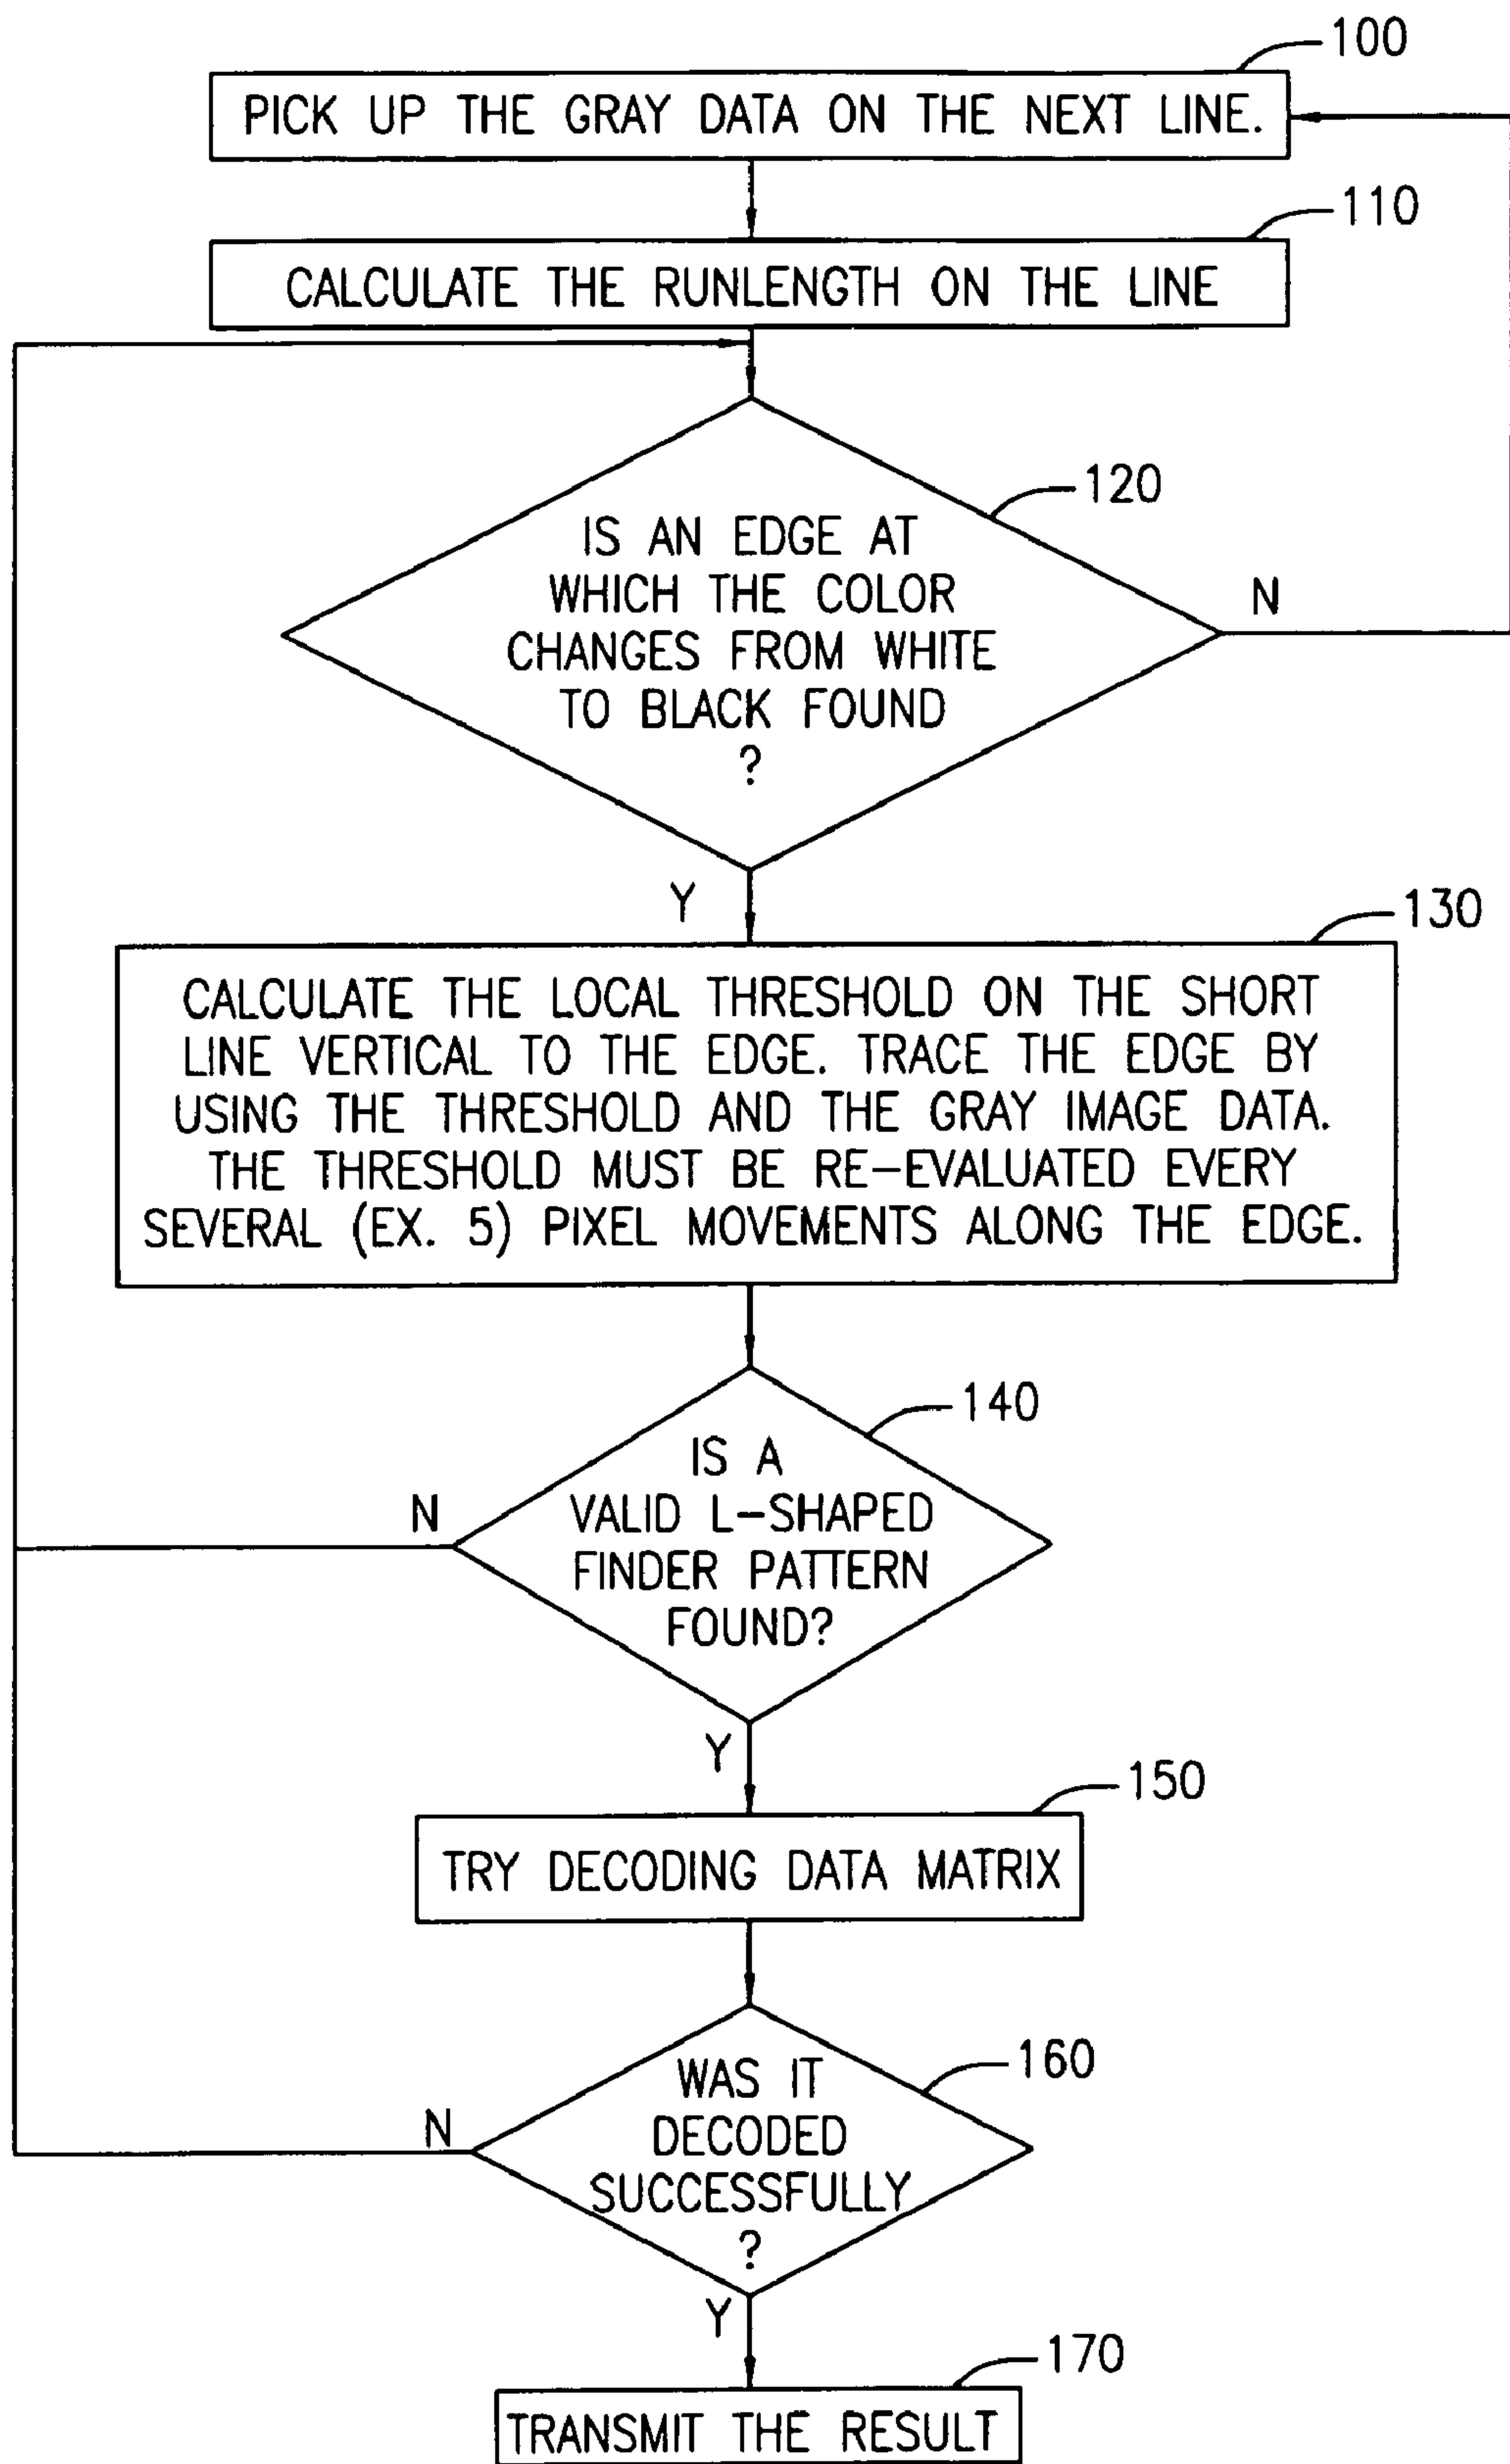 100
PICK UP THE GRAY DATA ON THE NEXT LINE.
110
CALCULATE THE RUNLENGTH ON THE LINE
120
IS AN EDGE AT
WHICH THE COLOR
CHANGES FROM WHITE
TO BLACK FOUND
?
N
Y
130
CALCULATE THE LOCAL THRESHOLD ON THE SHORT
LINE VERTICAL TO THE EDGE. TRACE THE EDGE BY
USING THE THRESHOLD AND THE GRAY IMAGE DATA.
THE THRESHOLD MUST BE RE-EVALUATED EVERY
SEVERAL (EX. 5) PIXEL MOVEMENTS ALONG THE EDGE.
140
IS A
VALID L-SHAPED
FINDER PATTERN
FOUND?
N
Y
150
TRY DECODING DATA MATRIX
160
WAS IT
DECODED
SUCCESSFULLY
?
N
Y
170
TRANSMIT THE RESULT